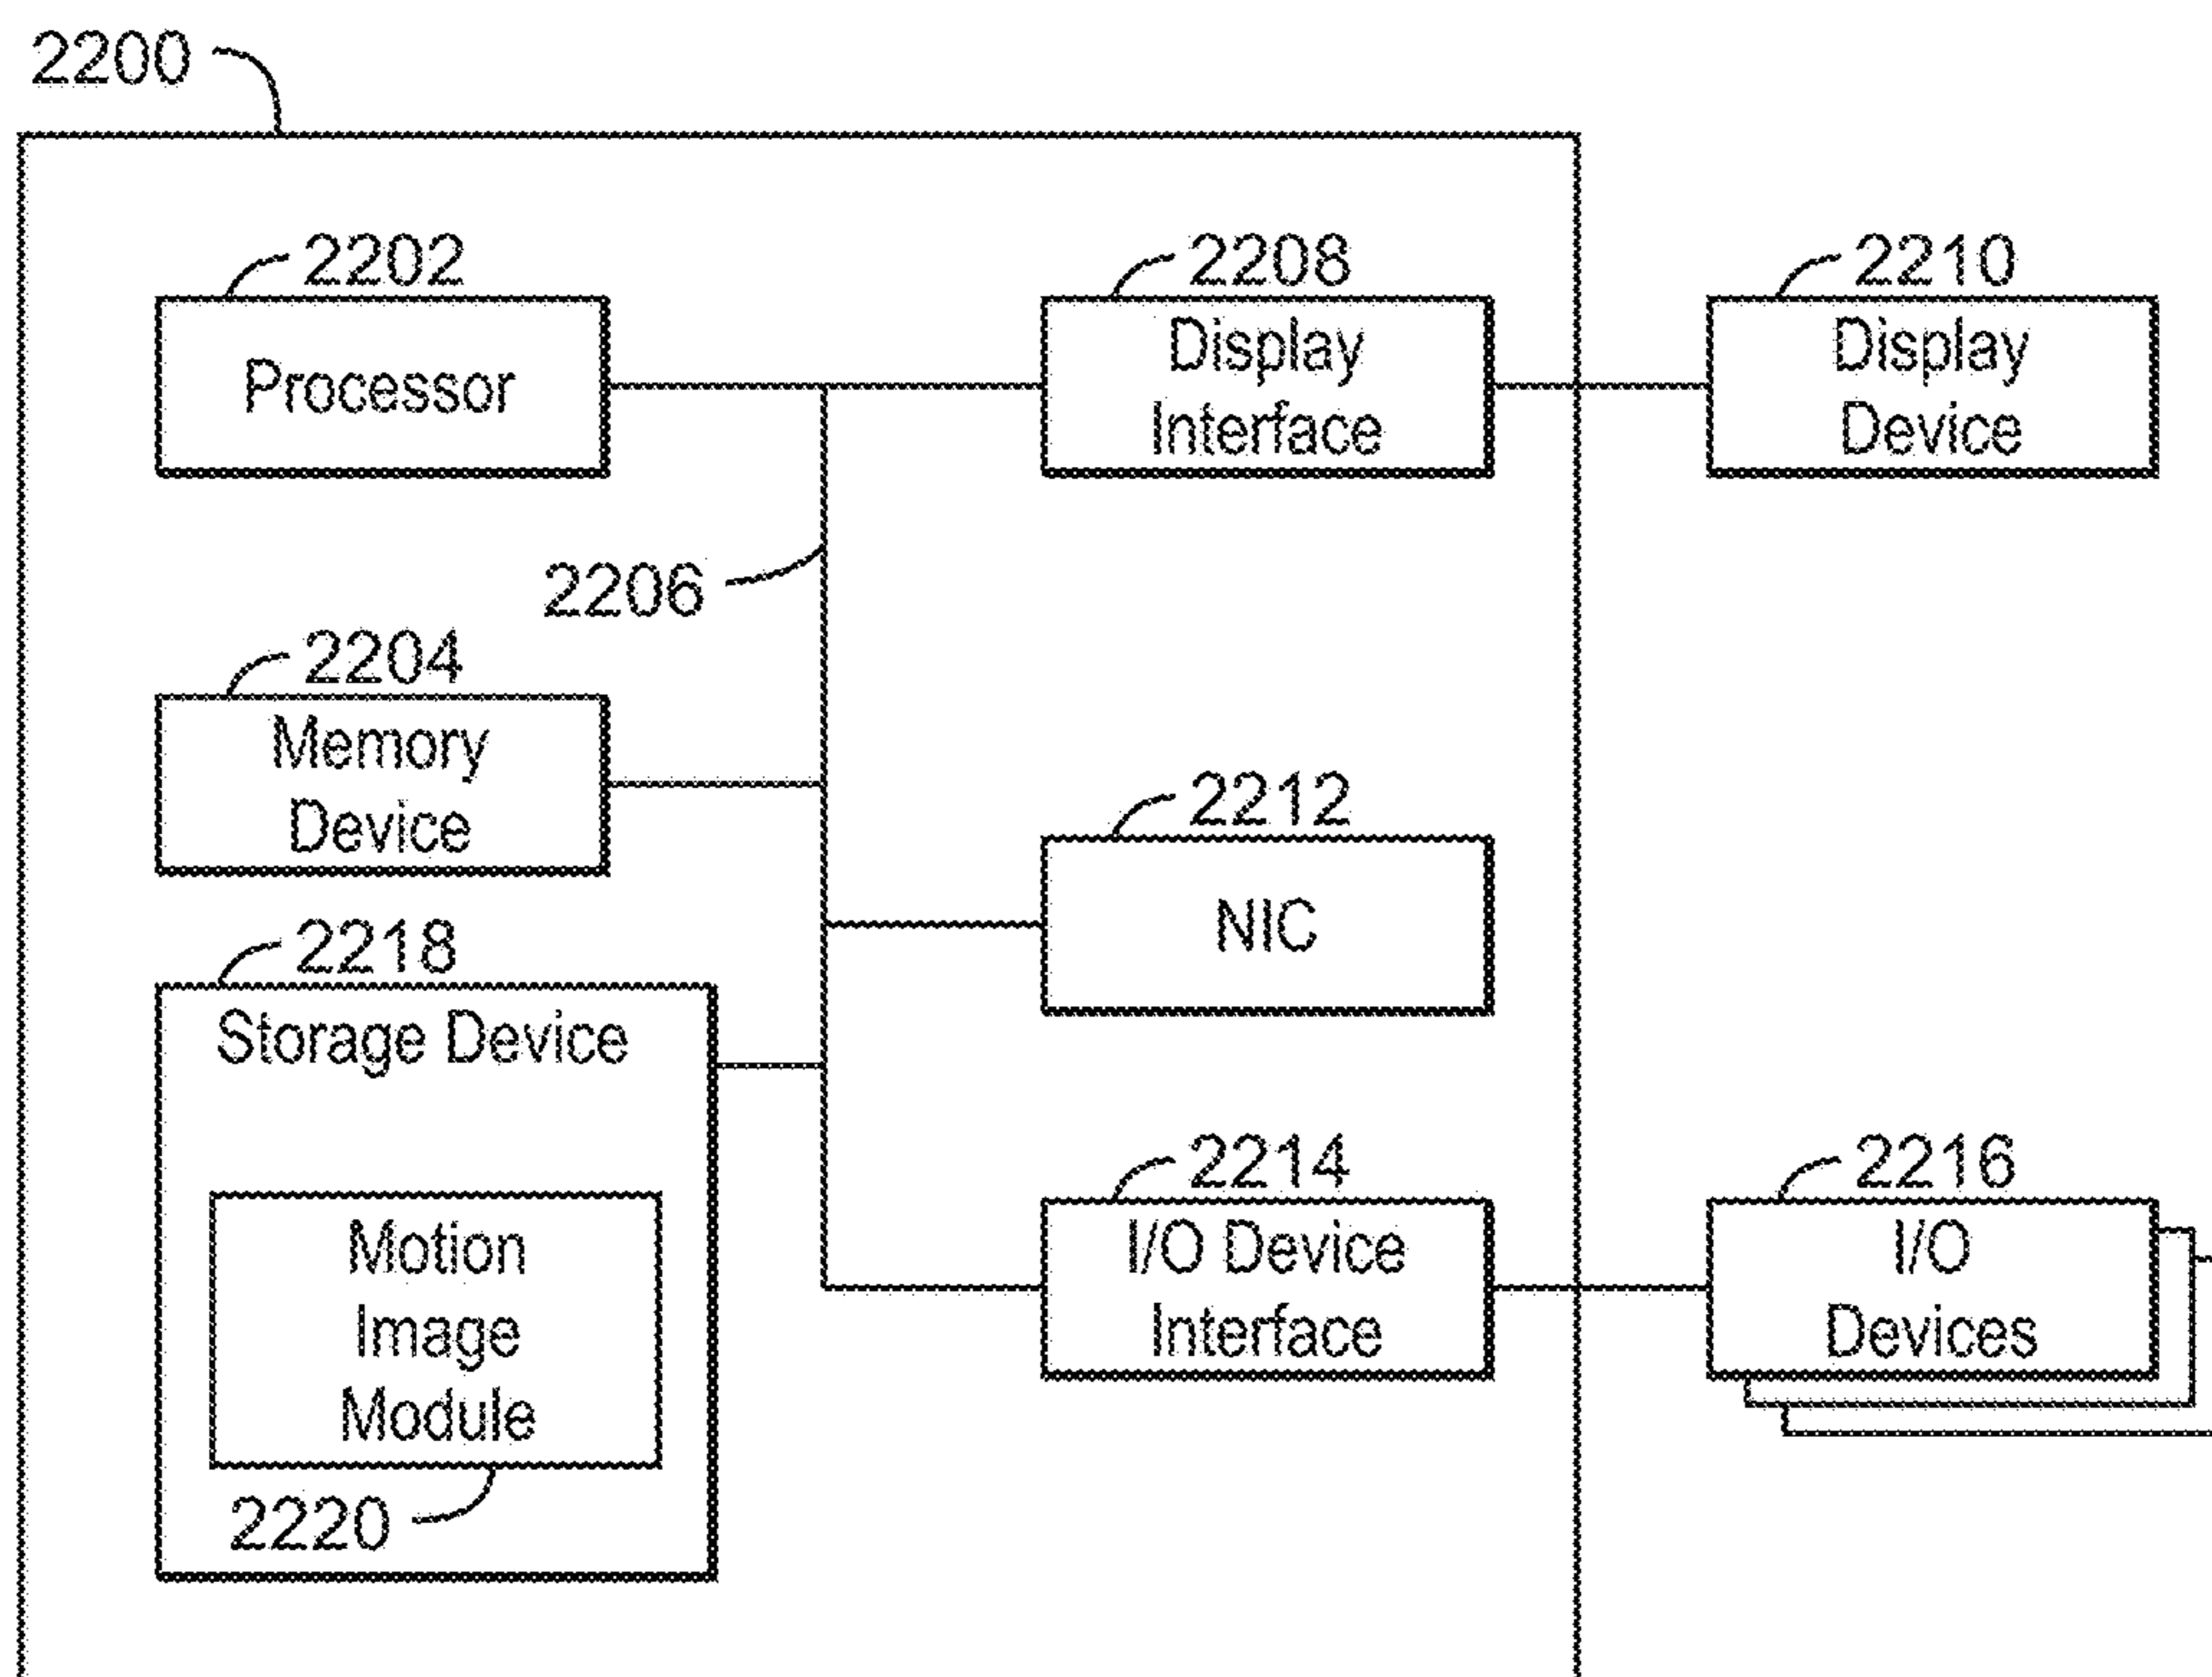 2200
2202
Processor
2208
Display
Interface
2210
Display
Device
2206
2204
Memory
Device
2212
NIC
2218
Storage Device
Motion
Image
Module
2220
2214
I/O Device
Interface
2216
I/O
Devices